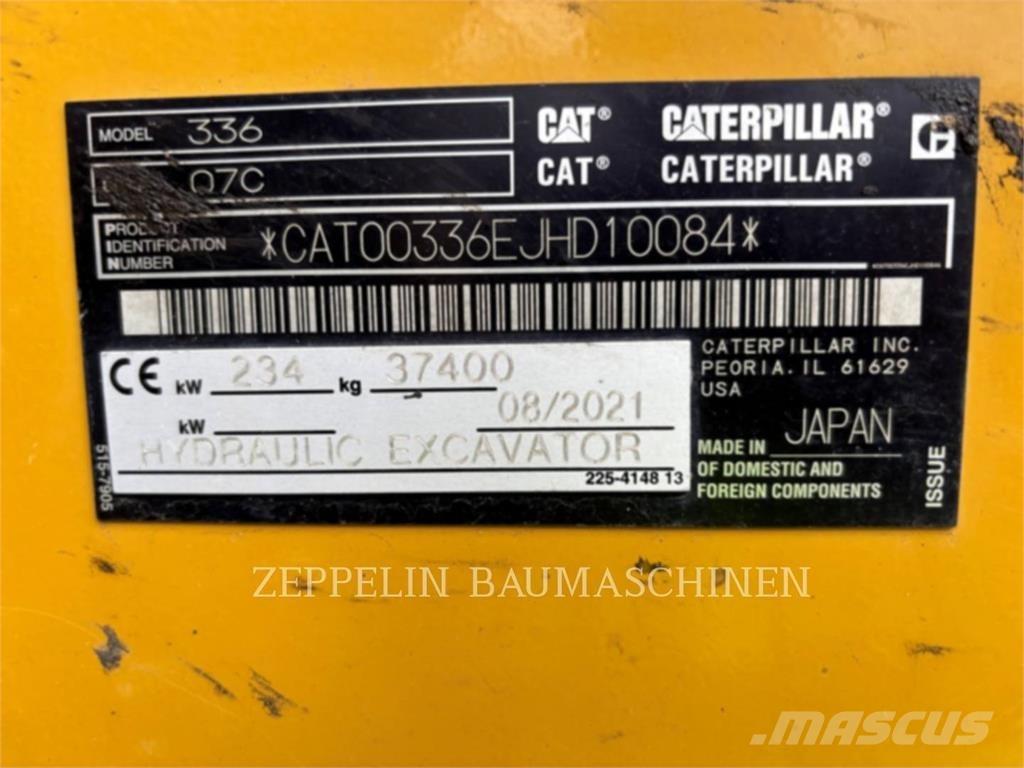 MODEL 336
07C
CAT® CATERPILLAR®
CAT® CATERPILLAR®
PRODUCT
IDENTIFICATION
NUMBER
*CAT00336EJHD10084*
CE kW 234 kg 37400
kW 08/2021
HYDRAULIC EXCAVATOR
225-4148 13
515-7905
CATERPILLAR INC.
PEORIA. IL 61629
USA
MADE IN JAPAN
OF DOMESTIC AND
FOREIGN COMPONENTS
ISSUE
ZEPPELIN BAUMASCHINEN
MASCUS